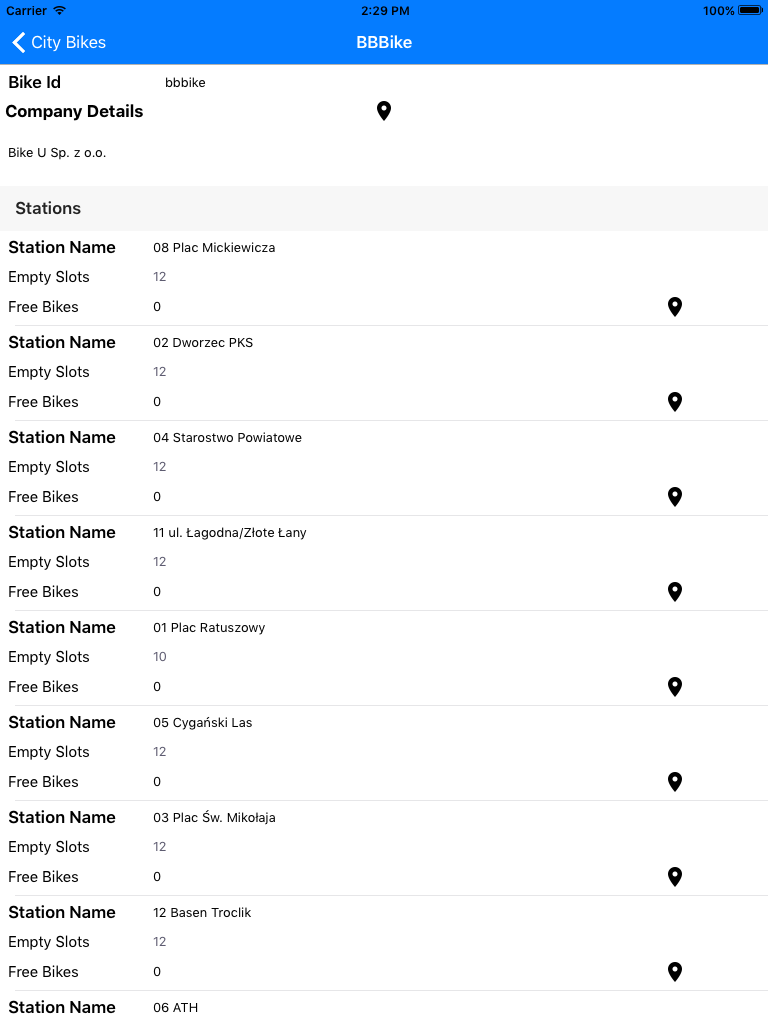 Carrier 2:29 PM 100%
City Bikes BBBike
Bike Id bbbike
Company Details
Bike U Sp. z o.o.
Stations
Station Name 08 Plac Mickiewicza
Empty Slots 12
Free Bikes 0
Station Name 02 Dworzec PKS
Empty Slots 12
Free Bikes 0
Station Name 04 Starostwo Powiatowe
Empty Slots 12
Free Bikes 0
Station Name 11 ul. Łagodna/Złote Łany
Empty Slots 12
Free Bikes 0
Station Name 01 Plac Ratuszowy
Empty Slots 10
Free Bikes 0
Station Name 05 Cygański Las
Empty Slots 12
Free Bikes 0
Station Name 03 Plac Św. Mikołaja
Empty Slots 12
Free Bikes 0
Station Name 12 Basen Troclik
Empty Slots 12
Free Bikes 0
Station Name 06 ATH